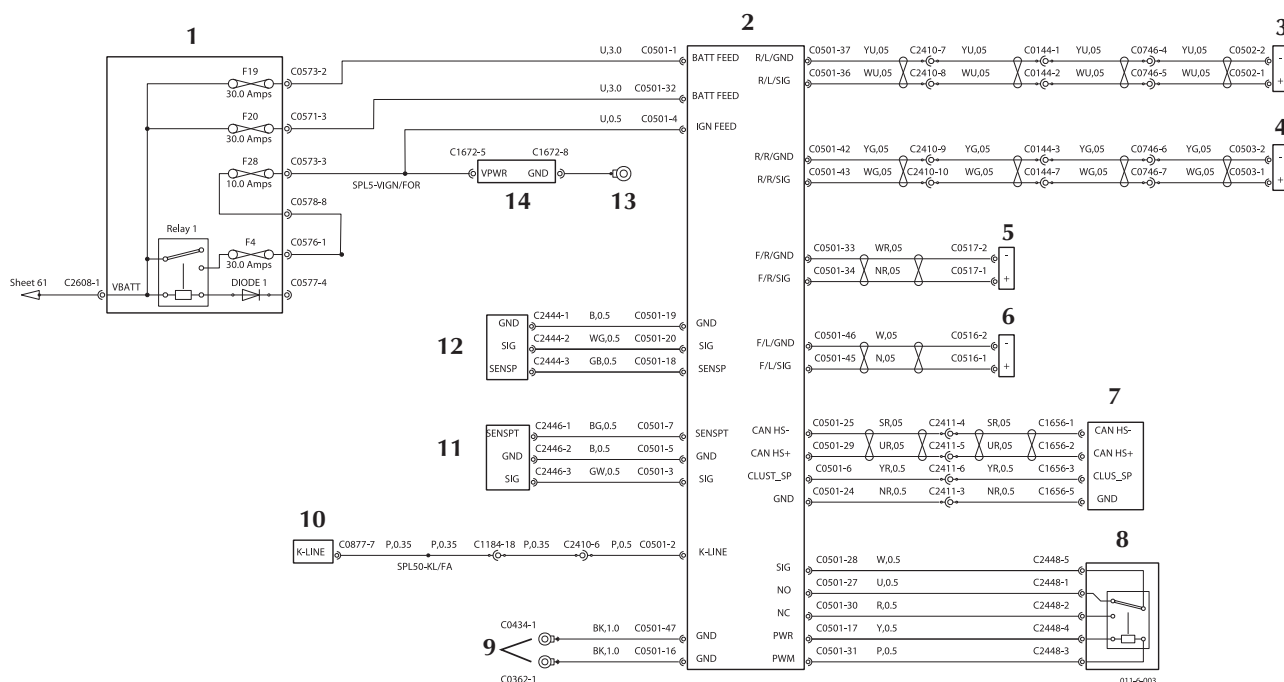 1
2
3
4
5
6
7
8
9
10
11
12
13
14
F19
30.0 Amps
C0573-2
F20
30.0 Amps
C0571-3
F28
10.0 Amps
C0573-3
C0578-8
Relay 1
F4
30.0 Amps
C0576-1
DIODE 1
C0577-4
Sheet 61
C2608-1
VBATT
U,3.0 C0501-1 BATT FEED
U,3.0 C0501-32 BATT FEED
U,0.5 C0501-4 IGN FEED
C1672-5 C1672-8
VPWR GND
SPL5-VIGN/FOR
R/L/GND C0501-37 YU,05 C2410-7 YU,05 C0144-1 YU,05 C0746-4 YU,05 C0502-2 -
R/L/SIG C0501-36 WU,05 C2410-8 WU,05 C0144-2 WU,05 C0746-5 WU,05 C0502-1 +
R/R/GND C0501-42 YG,05 C2410-9 YG,05 C0144-3 YG,05 C0746-6 YG,05 C0503-2 -
R/R/SIG C0501-43 WG,05 C2410-10 WG,05 C0144-7 WG,05 C0746-7 WG,05 C0503-1 +
F/R/GND C0501-33 WR,05 C0517-2 -
F/R/SIG C0501-34 NR,05 C0517-1 +
F/L/GND C0501-46 W,05 C0516-2 -
F/L/SIG C0501-45 N,05 C0516-1 +
GND C2444-1 B,0.5 C0501-19 GND
SIG C2444-2 WG,0.5 C0501-20 SIG
SENSP C2444-3 GB,0.5 C0501-18 SENSP
SENSPT C2446-1 BG,0.5 C0501-7 SENSPT
GND C2446-2 B,0.5 C0501-5 GND
SIG C2446-3 GW,0.5 C0501-3 SIG
CAN HS- C0501-25 SR,05 C2411-4 SR,05 C1656-1 CAN HS-
CAN HS+ C0501-29 UR,05 C2411-5 UR,05 C1656-2 CAN HS+
CLUST_SP C0501-6 YR,0.5 C2411-6 YR,0.5 C1656-3 CLUS_SP
GND C0501-24 NR,0.5 C2411-3 NR,0.5 C1656-5 GND
K-LINE C0877-7 P,0.35 P,0.35 C1184-18 P,0.35 C2410-6 P,0.5 C0501-2 K-LINE
SPL50-KL/FA
SIG C0501-28 W,0.5 C2448-5
NO C0501-27 U,0.5 C2448-1
NC C0501-30 R,0.5 C2448-2
PWR C0501-17 Y,0.5 C2448-4
PWM C0501-31 P,0.5 C2448-3
C0434-1 BK,1.0 C0501-47 GND
C0362-1 BK,1.0 C0501-16 GND
011-6-003